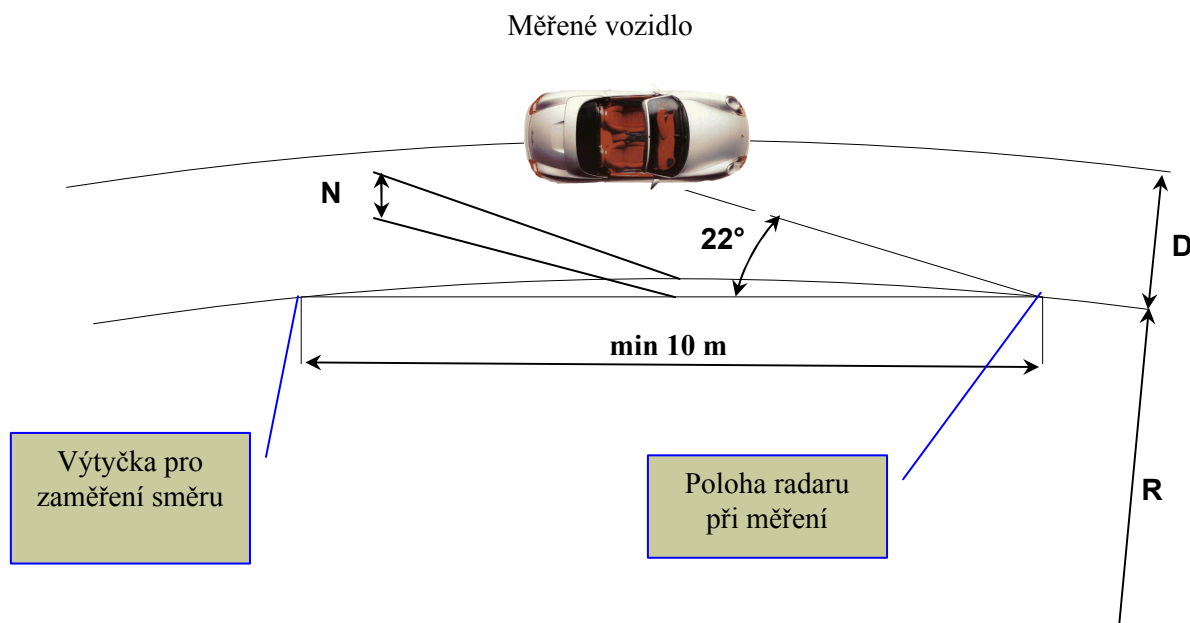 Měřené vozidlo
N
22°
D
min 10 m
Výtyčka pro
zaměření směru
Poloha radaru
při měření
R